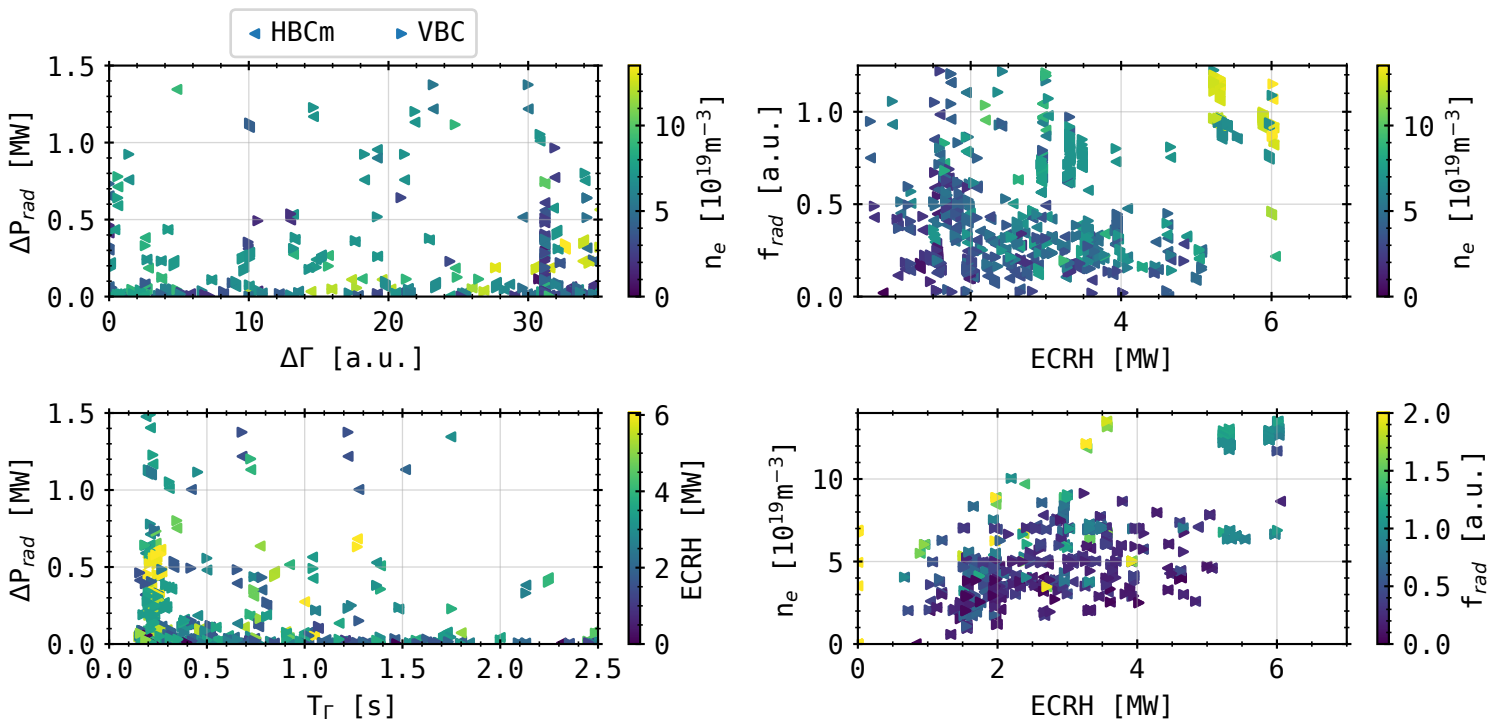 HBCm VBC
1.5
1.0
0.5
0.0
ΔP_rad [MW]
0 10 20 30
ΔΓ [a.u.]
10
5
0
n_e [10^19 m^−3]
1.0
0.5
0.0
f_rad [a.u.]
2 4 6
ECRH [MW]
10
5
0
n_e [10^19 m^−3]
1.5
1.0
0.5
0.0
ΔP_rad [MW]
0.0 0.5 1.0 1.5 2.0 2.5
T_Γ [s]
6
4
2
0
ECRH [MW]
10
5
0
n_e [10^19 m^−3]
0 2 4 6
ECRH [MW]
2.0
1.5
1.0
0.5
0.0
f_rad [a.u.]